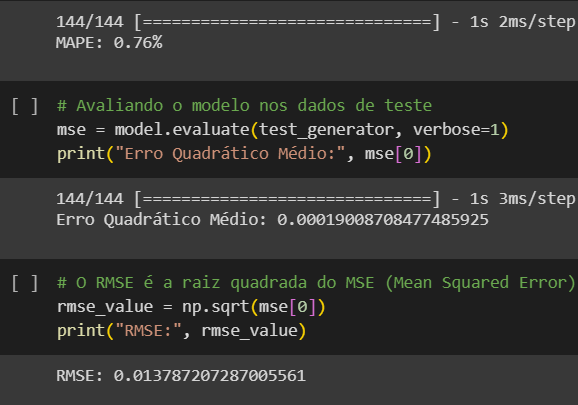 144/144 [==============================] - 1s 2ms/step
MAPE: 0.76%
[ ] # Avaliando o modelo nos dados de teste
mse = model.evaluate(test_generator, verbose=1)
print("Erro Quadrático Médio:", mse[0])
144/144 [==============================] - 1s 3ms/step
Erro Quadrático Médio: 0.00019008708477485925
[ ] # O RMSE é a raiz quadrada do MSE (Mean Squared Error)
rmse_value = np.sqrt(mse[0])
print("RMSE:", rmse_value)
RMSE: 0.013787207287005561